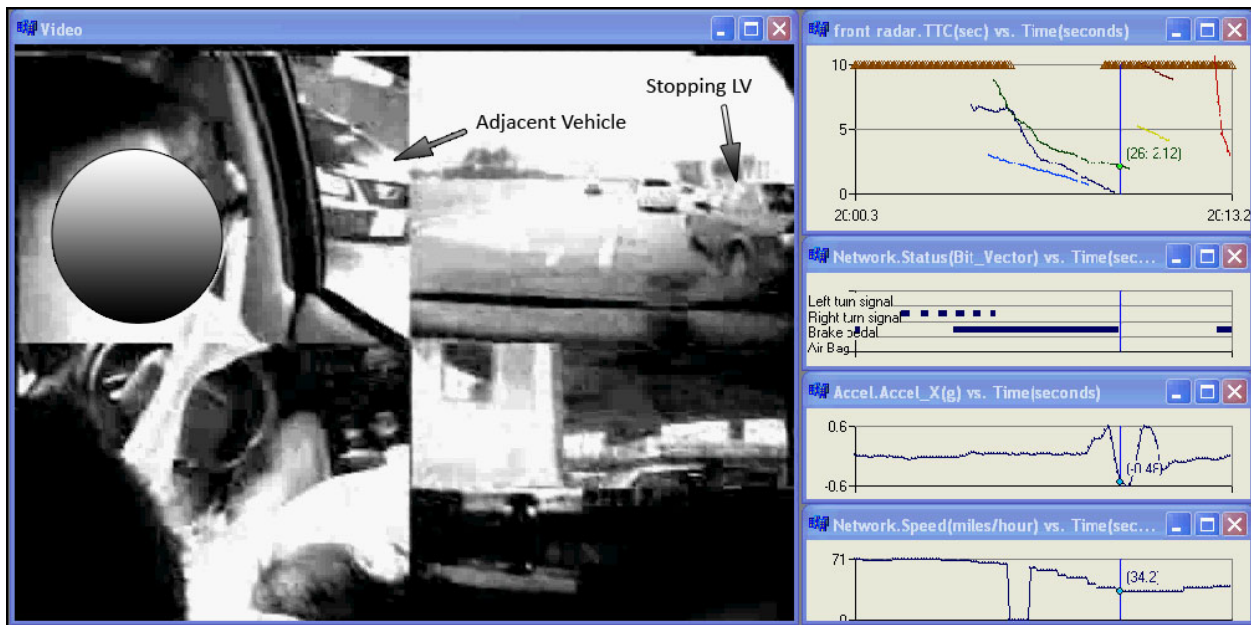 Video
Adjacent Vehicle
Stopping LV
front radar.TTC(sec) vs. Time(seconds)
10
5
0
(26: 2.12)
20:00.3
20:13.2
Network.Status(Bit_Vector) vs. Time(sec...
Left turn signal
Right turn signal
Brake pedal
Air Bag
Accel.Accel_X(g) vs. Time(seconds)
0.6
-0.6
(-0.48)
Network.Speed(miles/hour) vs. Time(sec...
71
0
(34.2)